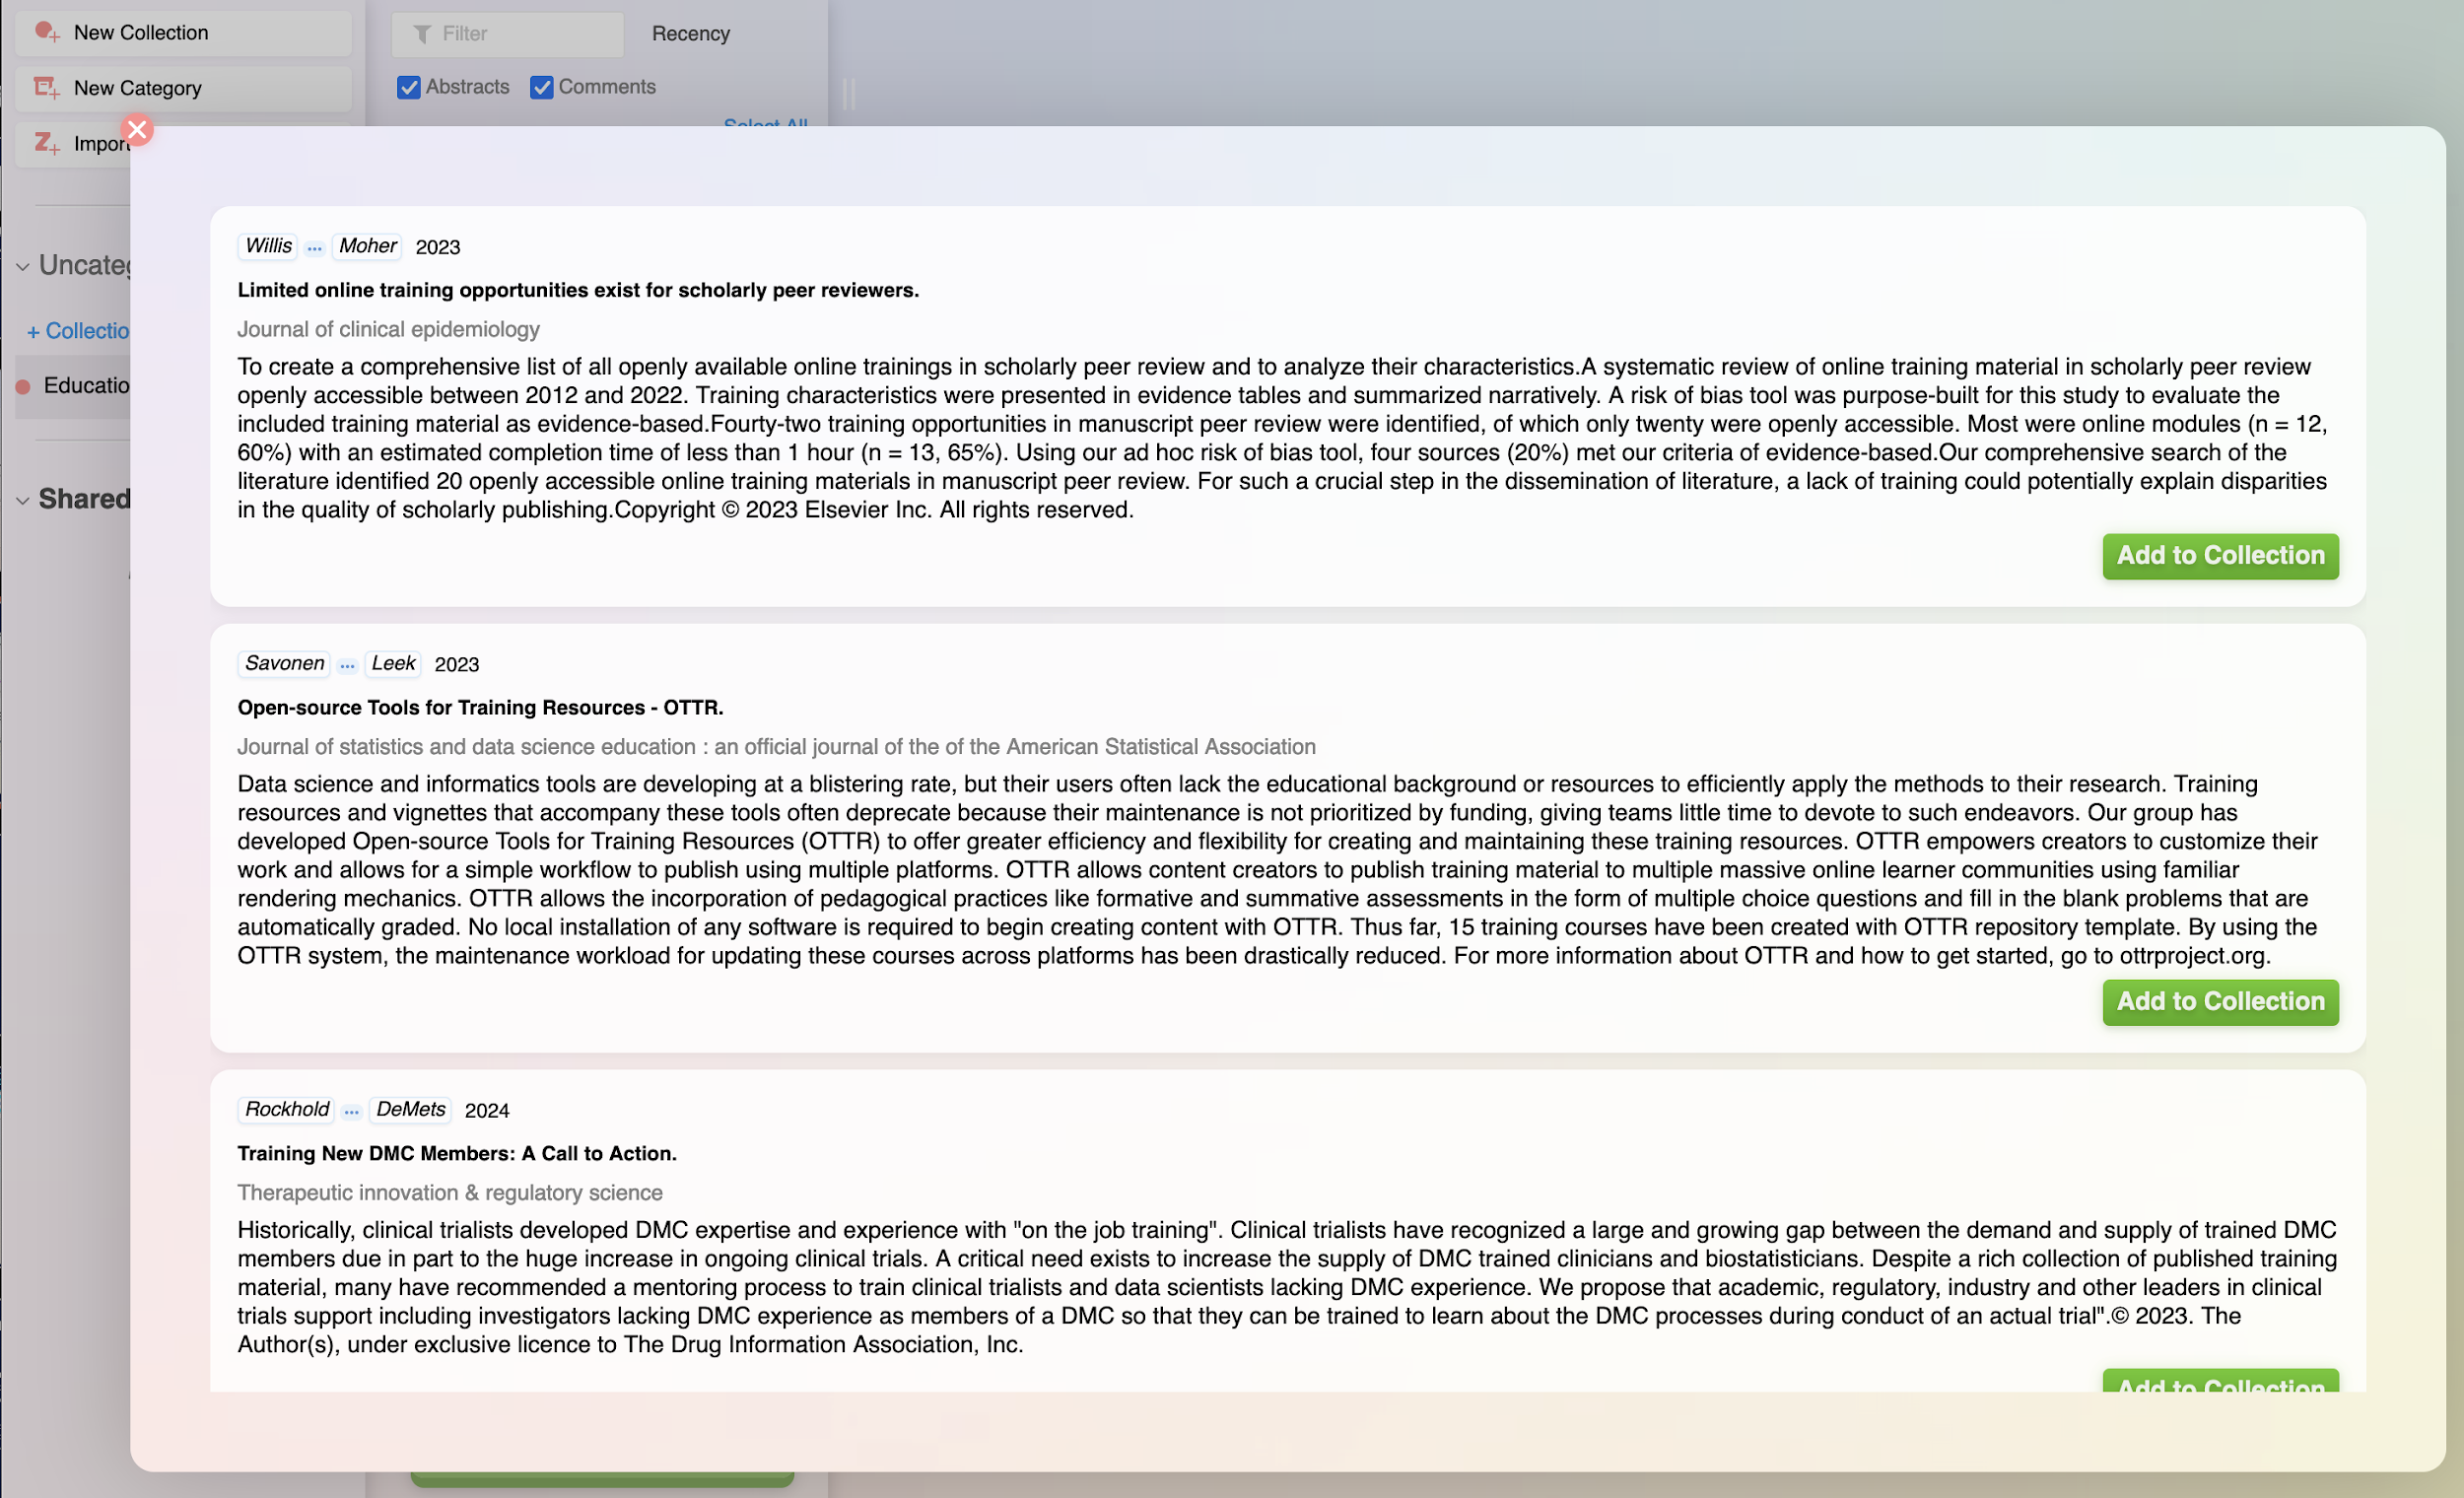 New Collection
Filter
Recency
New Category
Abstracts
Comments
Willis ... Moher 2023
Limited online training opportunities exist for scholarly peer reviewers.
Journal of clinical epidemiology
To create a comprehensive list of all openly available online trainings in scholarly peer review and to analyze their characteristics.A systematic review of online training material in scholarly peer review
openly accessible between 2012 and 2022. Training characteristics were presented in evidence tables and summarized narratively. A risk of bias tool was purpose-built for this study to evaluate the
included training material as evidence-based.Fourty-two training opportunities in manuscript peer review were identified, of which only twenty were openly accessible. Most were online modules (n = 12,
60%) with an estimated completion time of less than 1 hour (n = 13, 65%). Using our ad hoc risk of bias tool, four sources (20%) met our criteria of evidence-based.Our comprehensive search of the
literature identified 20 openly accessible online training materials in manuscript peer review. For such a crucial step in the dissemination of literature, a lack of training could potentially explain disparities
in the quality of scholarly publishing.Copyright © 2023 Elsevier Inc. All rights reserved.
Add to Collection
Shared
Savonen ... Leek 2023
Open-source Tools for Training Resources - OTTR.
Journal of statistics and data science education : an official journal of the of the American Statistical Association
Data science and informatics tools are developing at a blistering rate, but their users often lack the educational background or resources to efficiently apply the methods to their research. Training
resources and vignettes that accompany these tools often deprecate because their maintenance is not prioritized by funding, giving teams little time to devote to such endeavors. Our group has
developed Open-source Tools for Training Resources (OTTR) to offer greater efficiency and flexibility for creating and maintaining these training resources. OTTR empowers creators to customize their
work and allows for a simple workflow to publish using multiple platforms. OTTR allows content creators to publish training material to multiple massive online learner communities using familiar
rendering mechanics. OTTR allows the incorporation of pedagogical practices like formative and summative assessments in the form of multiple choice questions and fill in the blank problems that are
automatically graded. No local installation of any software is required to begin creating content with OTTR. Thus far, 15 training courses have been created with OTTR repository template. By using the
OTTR system, the maintenance workload for updating these courses across platforms has been drastically reduced. For more information about OTTR and how to get started, go to ottrproject.org.
Add to Collection
Rockhold ... DeMets 2024
Training New DMC Members: A Call to Action.
Therapeutic innovation & regulatory science
Historically, clinical trialists developed DMC expertise and experience with "on the job training". Clinical trialists have recognized a large and growing gap between the demand and supply of trained DMC
members due in part to the huge increase in ongoing clinical trials. A critical need exists to increase the supply of DMC trained clinicians and biostatisticians. Despite a rich collection of published training
material, many have recommended a mentoring process to train clinical trialists and data scientists lacking DMC experience. We propose that academic, regulatory, industry and other leaders in clinical
trials support including investigators lacking DMC experience as members of a DMC so that they can be trained to learn about the DMC processes during conduct of an actual trial".© 2023. The
Author(s), under exclusive licence to The Drug Information Association, Inc.
Add to Collection